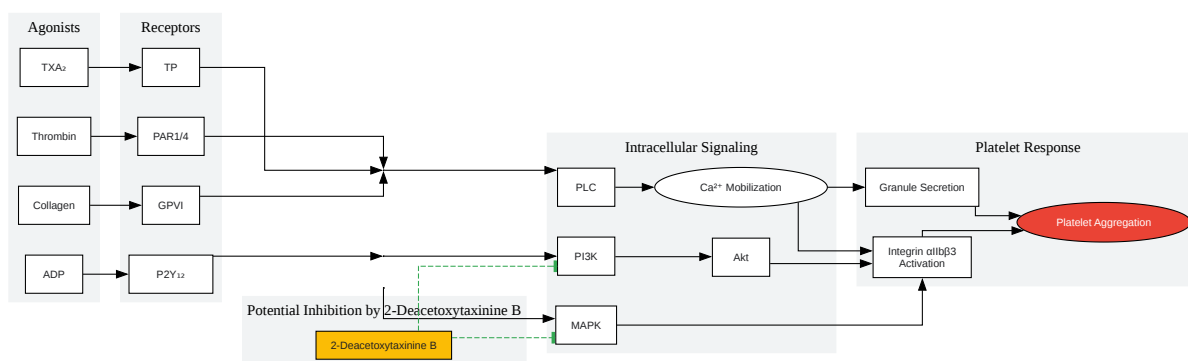 Agonists
Receptors
TXA₂
TP
Thrombin
PAR1/4
Intracellular Signaling
Platelet Response
PLC
Ca²⁺ Mobilization
Granule Secretion
Collagen
GPVI
Platelet Aggregation
PI3K
Akt
Integrin αIIbβ3
Activation
ADP
P2Y₁₂
Potential Inhibition by 2-Deacetoxytaxinine B
MAPK
2-Deacetoxytaxinine B